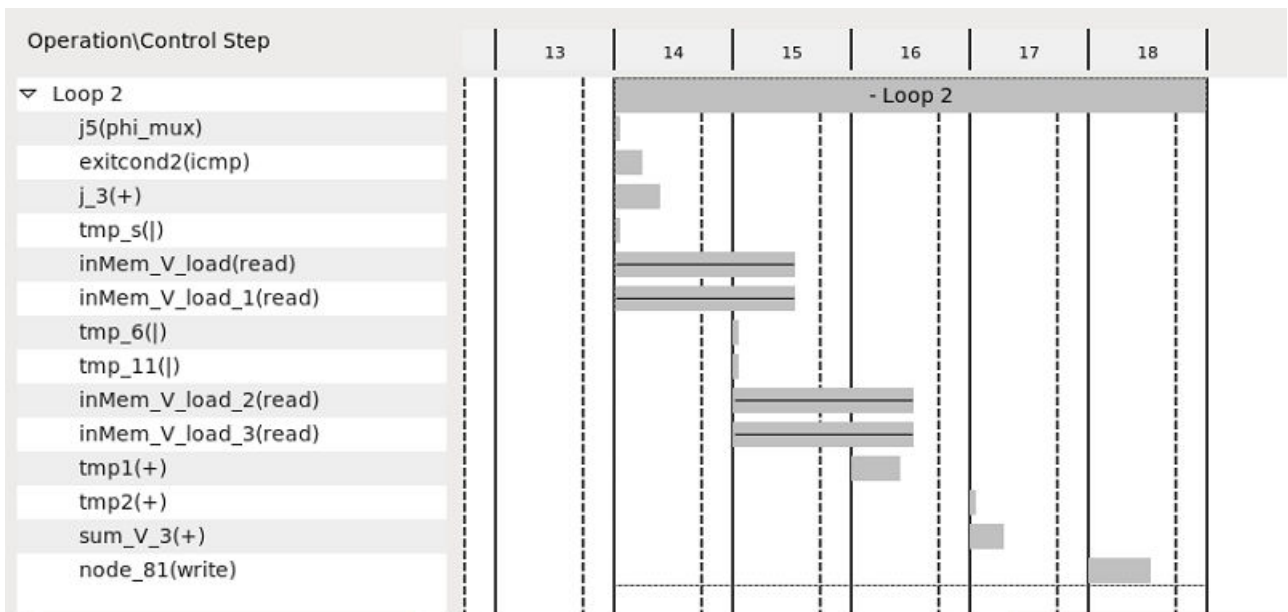 Operation\Control Step
13 14 15 16 17 18
Loop 2
- Loop 2
j5(phi_mux)
exitcond2(icmp)
j_3(+)
tmp_s(|)
inMem_V_load(read)
inMem_V_load_1(read)
tmp_6(|)
tmp_11(|)
inMem_V_load_2(read)
inMem_V_load_3(read)
tmp1(+)
tmp2(+)
sum_V_3(+)
node_81(write)